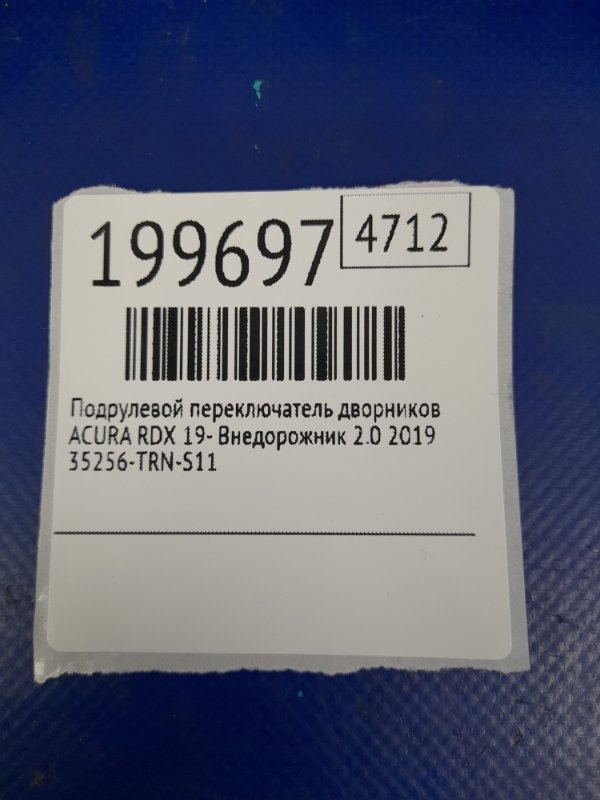 199697 4712
Подрулевой переключатель дворников
ACURA RDX 19- Внедорожник 2.0 2019
35256-TRN-S11